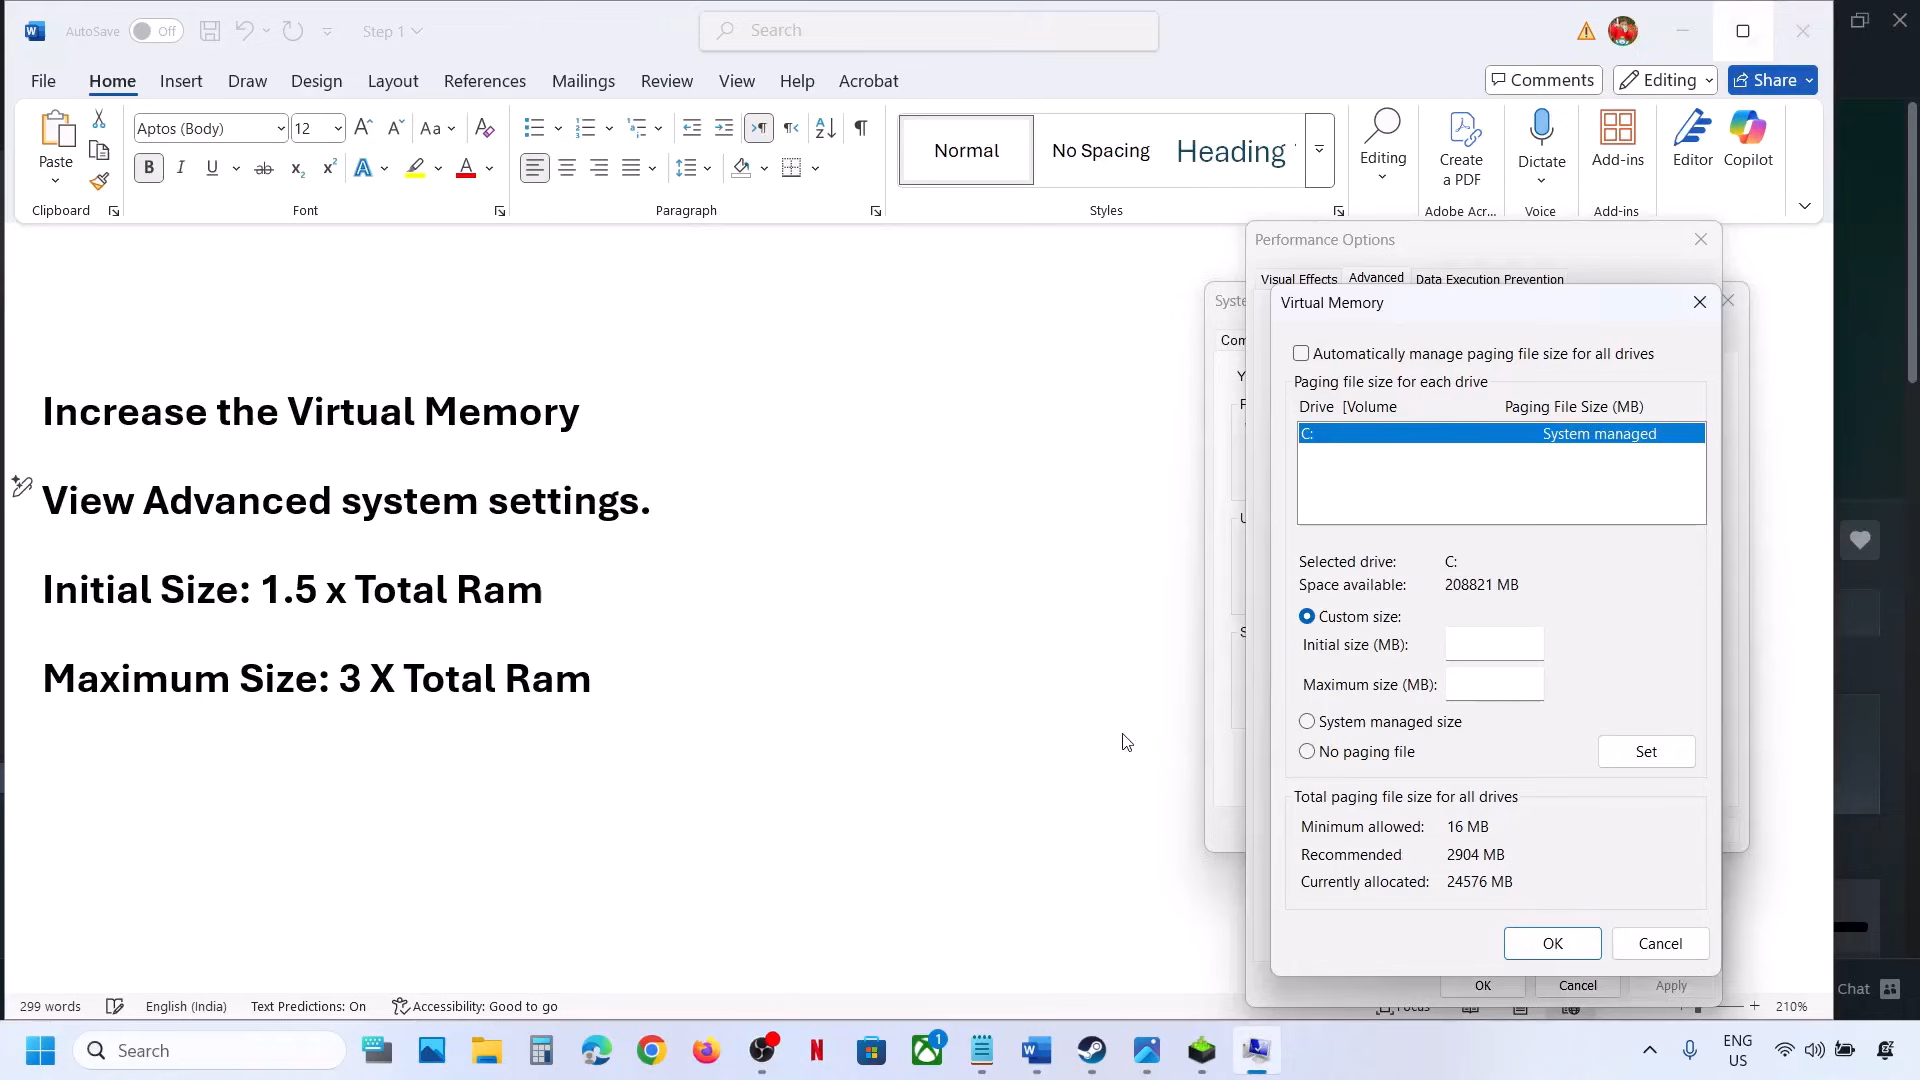 AutoSave Off
Step 1
Search
File Home Insert Draw Design Layout References Mailings Review View Help Acrobat
Comments Editing Share
Aptos (Body) 12
Paste
Normal
No Spacing
Heading
Editing
Create a PDF
Dictate
Add-ins
Editor
Copilot
Clipboard
Font
Paragraph
Styles
Adobe Acr...
Voice
Add-ins
Performance Options
Visual Effects Advanced Data Execution Prevention
Syste
Com
Virtual Memory
Automatically manage paging file size for all drives
Paging file size for each drive
Drive [Volume Paging File Size (MB)
C: System managed
Selected drive: C:
Space available: 208821 MB
Custom size:
Initial size (MB):
Maximum size (MB):
System managed size
No paging file
Set
Total paging file size for all drives
Minimum allowed: 16 MB
Recommended 2904 MB
Currently allocated: 24576 MB
OK Cancel
OK Cancel Apply
Increase the Virtual Memory
View Advanced system settings.
Initial Size: 1.5 x Total Ram
Maximum Size: 3 X Total Ram
Chat
299 words English (India) Text Predictions: On Accessibility: Good to go
Focus
210%
Search
1
ENG
US